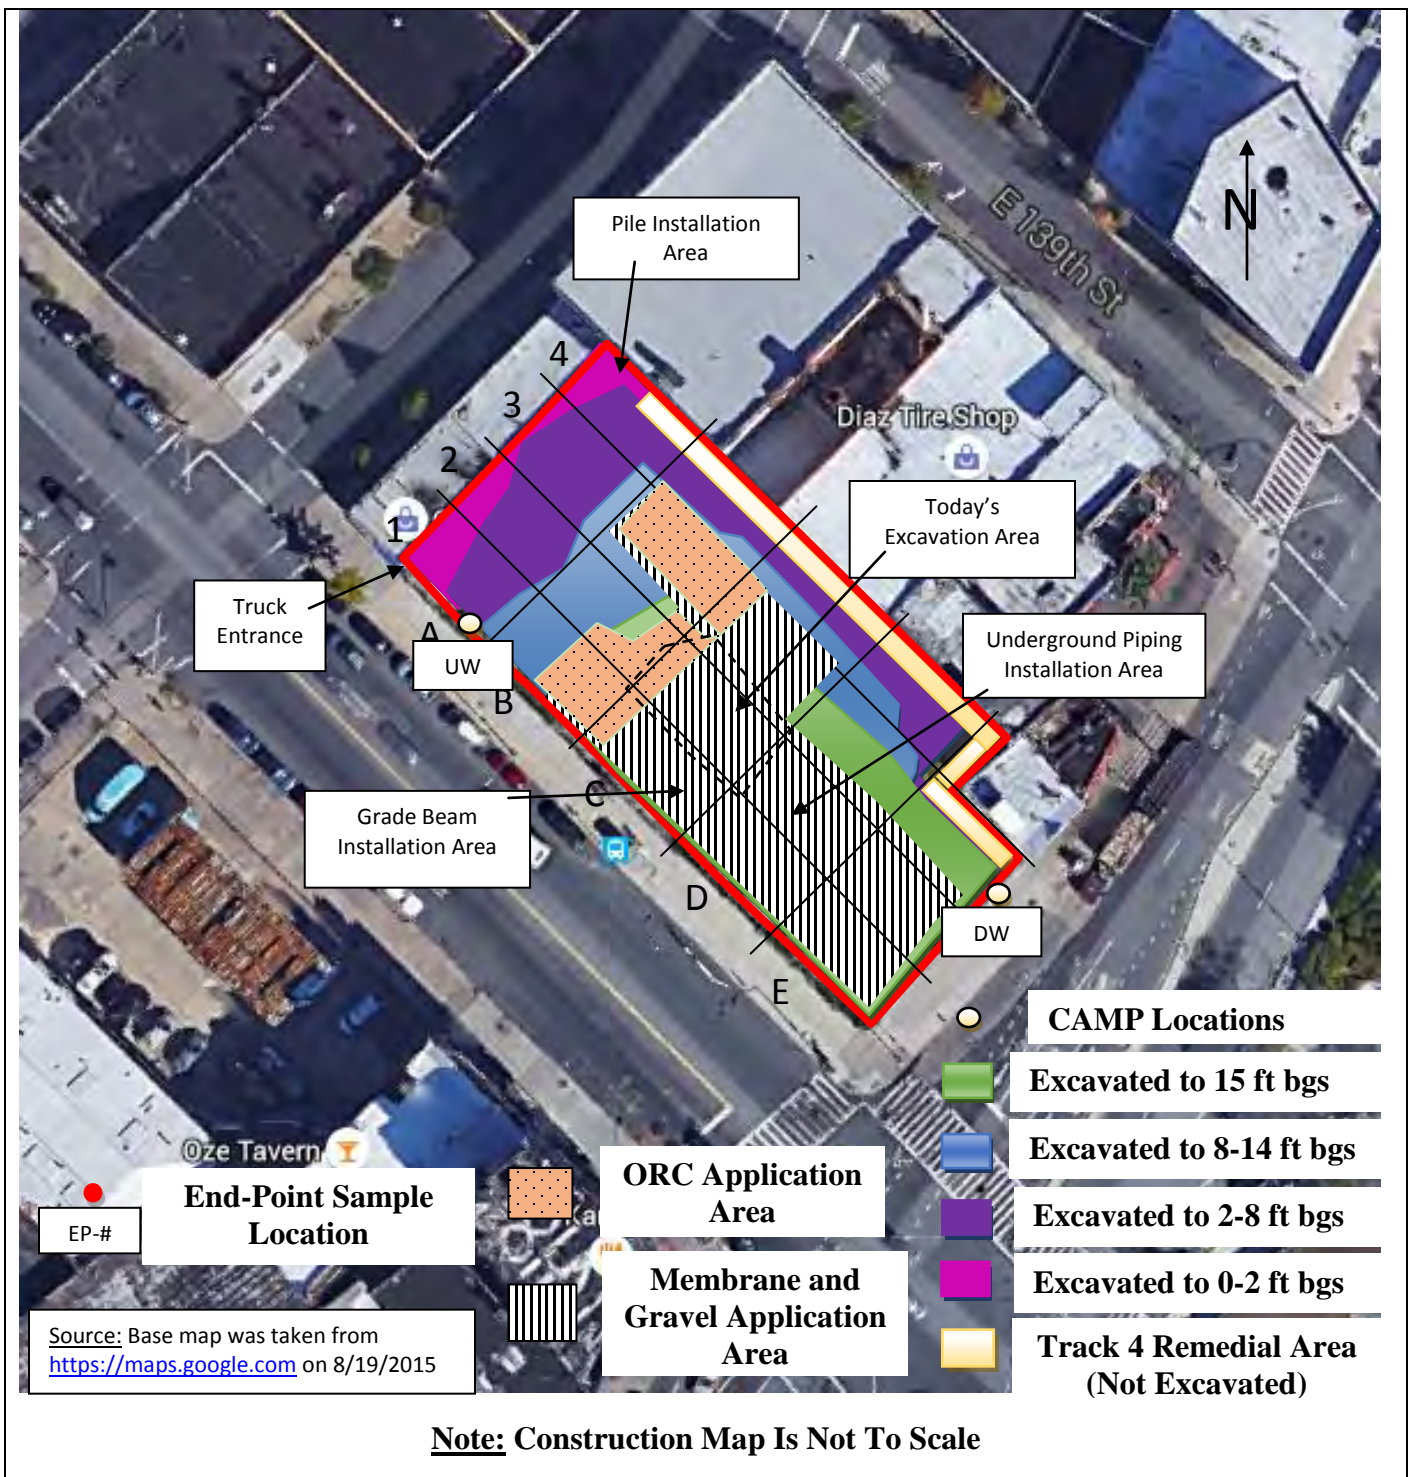 E 139th St
N
Pile Installation
Area
4
3
2
1
Diaz Tire Shop
Today's
Excavation Area
Truck
Entrance
A
UW
B
Underground Piping
Installation Area
C
Grade Beam
Installation Area
D
DW
E
CAMP Locations
Excavated to 15 ft bgs
Excavated to 8-14 ft bgs
Excavated to 2-8 ft bgs
Excavated to 0-2 ft bgs
Track 4 Remedial Area
(Not Excavated)
Oze Tavern
EP-#
End-Point Sample
Location
ORC Application
Area
Membrane and
Gravel Application
Area
Source: Base map was taken from
https://maps.google.com on 8/19/2015
Note: Construction Map Is Not To Scale